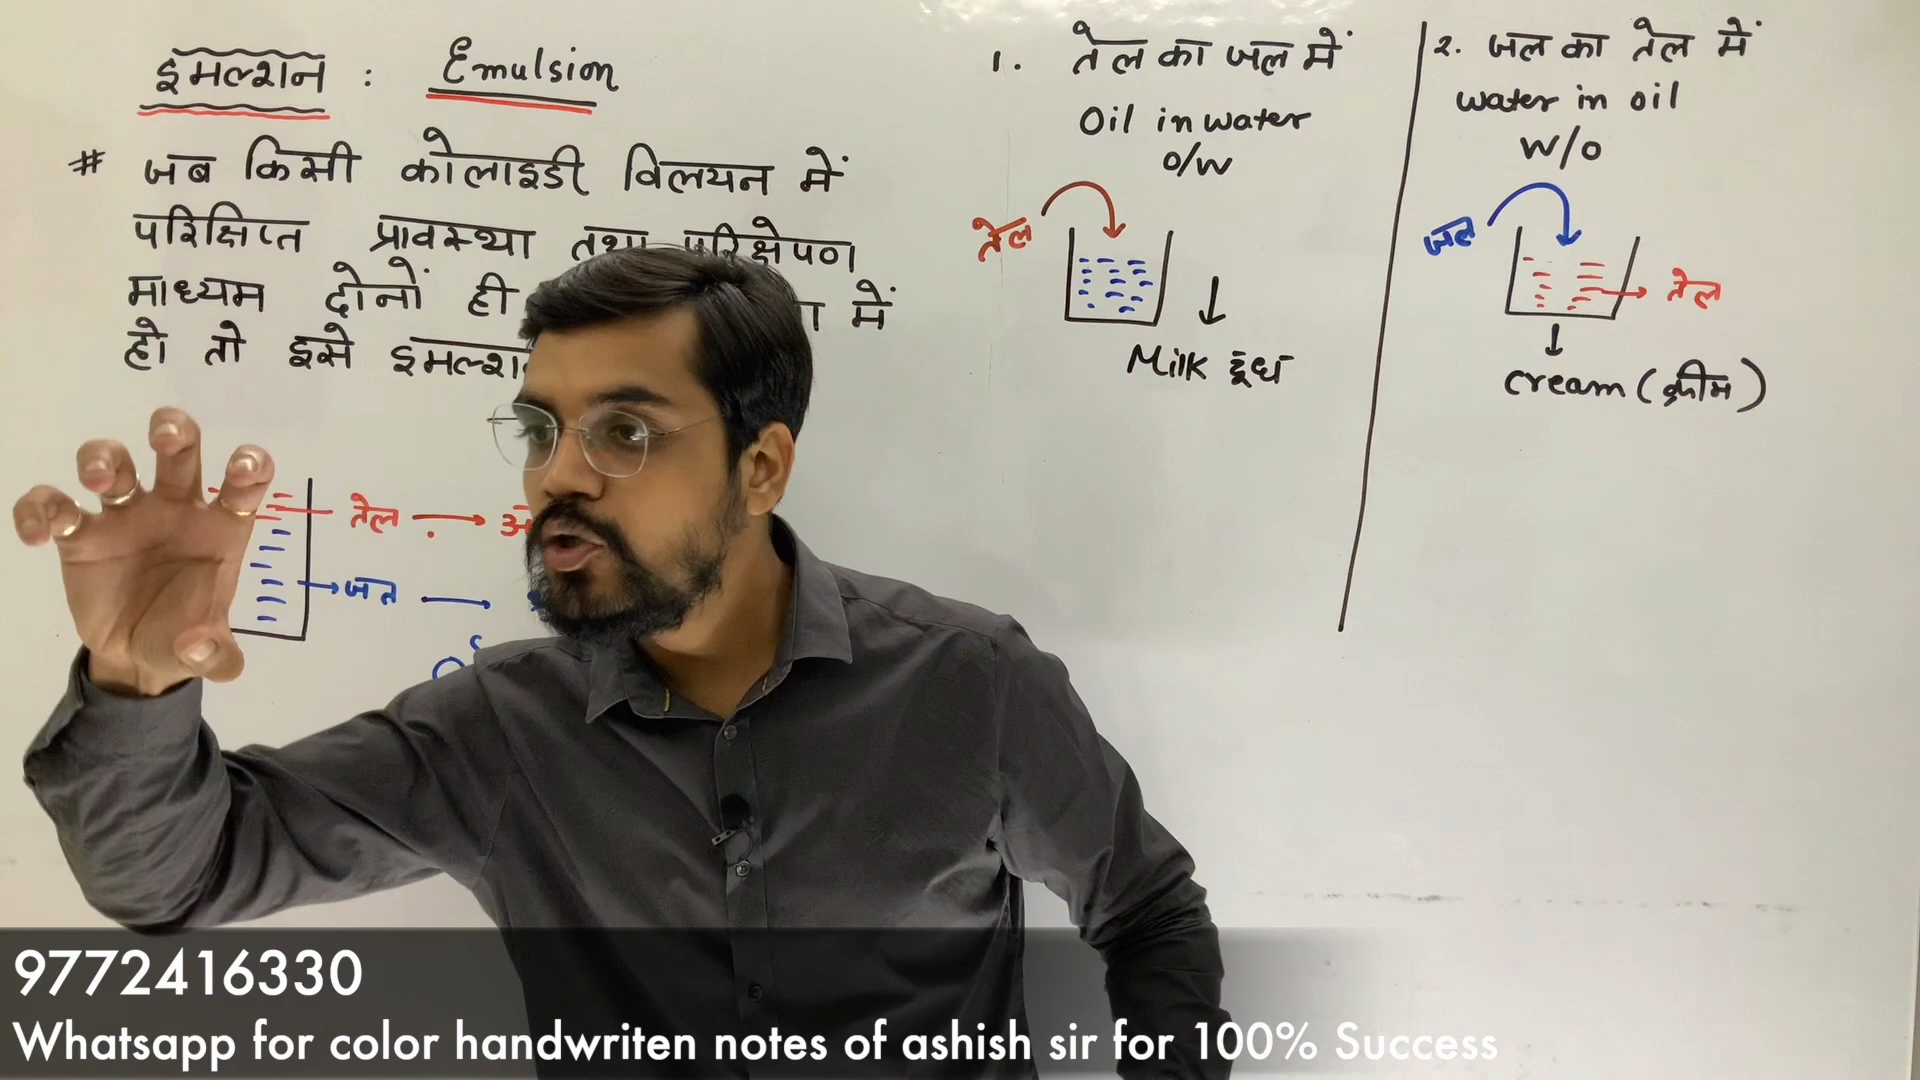 इमल्शन : Emulsion
# जब किसी कोलाइडी विलयन में
परिक्षिप्त प्रावस्था तथा परिक्षेपण
माध्यम दोनों ही में
हो तो इसे इमल्श
तेल
जल
1. तेल का जल में
Oil in water
O/W
तेल
Milk दूध
2. जल का तेल में
water in oil
W/O
जल
तेल
cream (क्रीम)
9772416330
Whatsapp for color handwriten notes of ashish sir for 100% Success